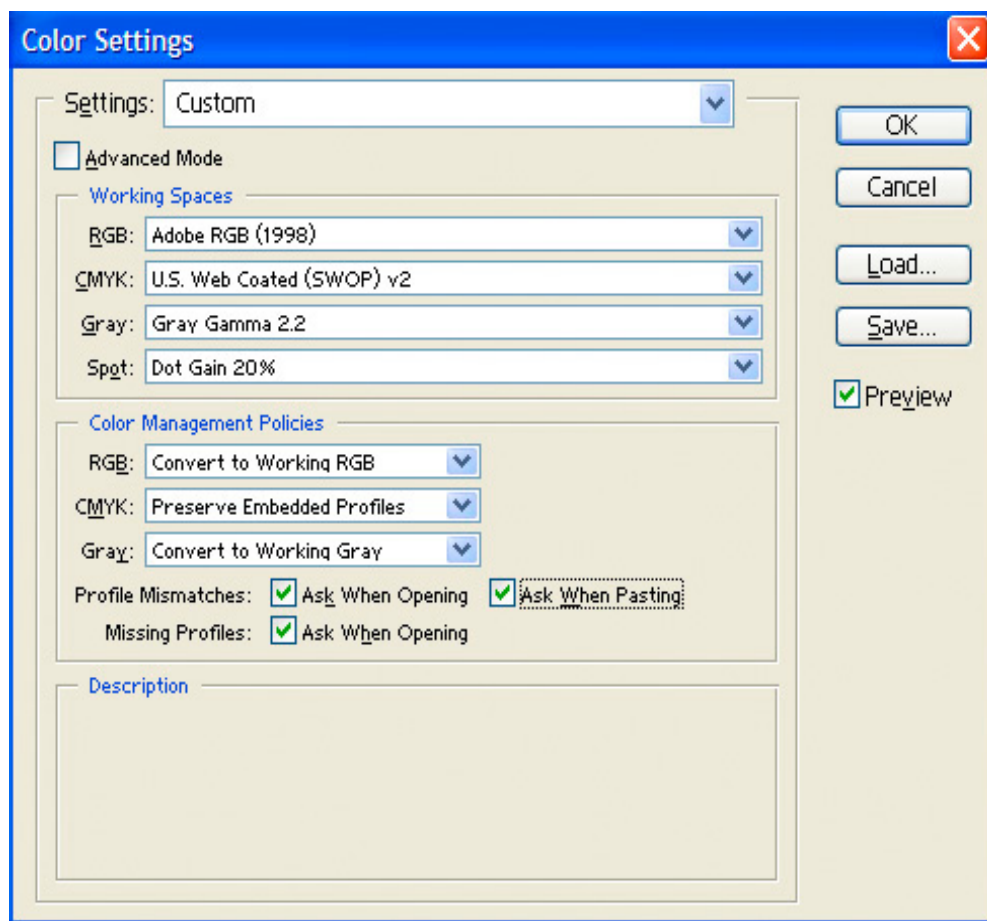 Color Settings
Settings: Custom
Advanced Mode
Working Spaces
RGB: Adobe RGB (1998)
CMYK: U.S. Web Coated (SWOP) v2
Gray: Gray Gamma 2.2
Spot: Dot Gain 20%
Color Management Policies
RGB: Convert to Working RGB
CMYK: Preserve Embedded Profiles
Gray: Convert to Working Gray
Profile Mismatches: Ask When Opening Ask When Pasting
Missing Profiles: Ask When Opening
Description
OK
Cancel
Load...
Save...
Preview